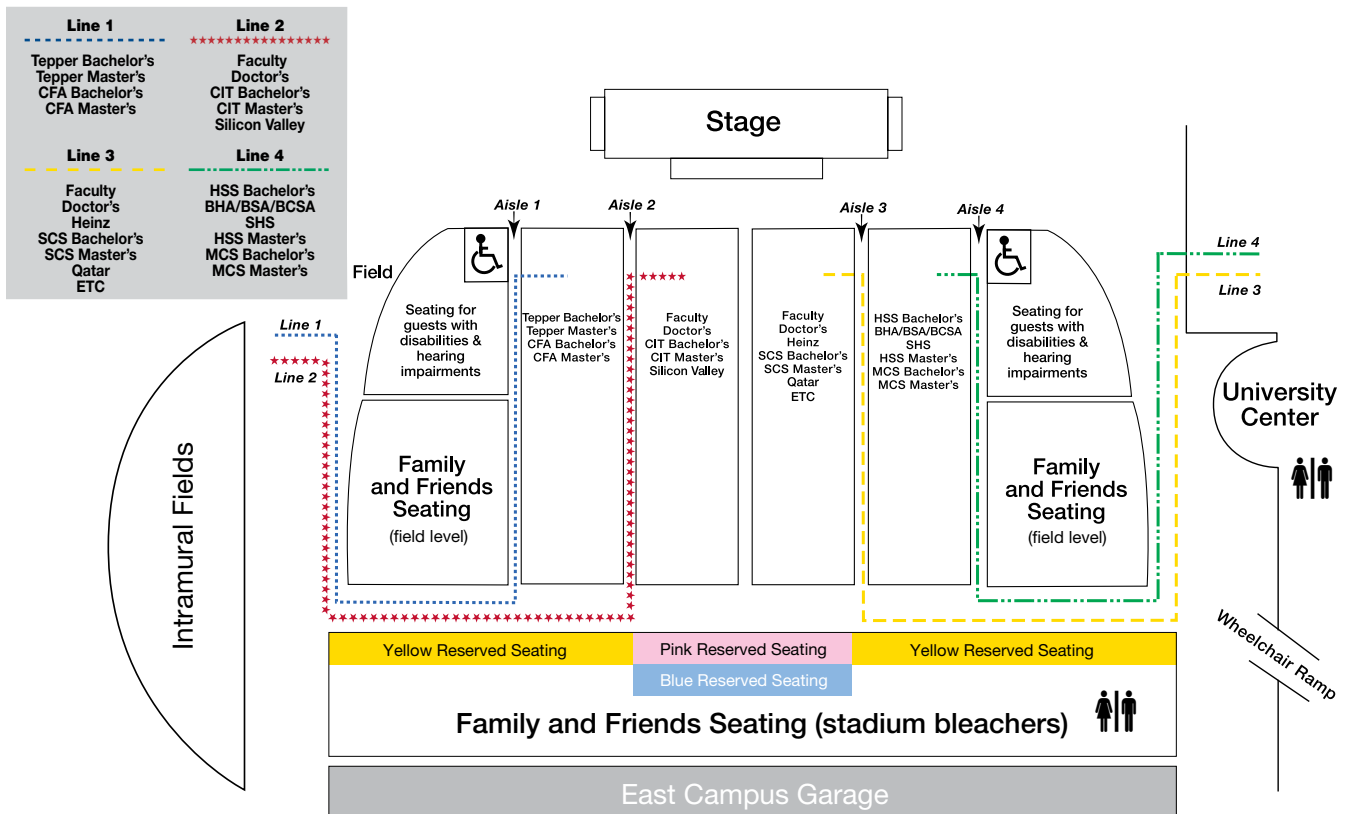 Line 1
Tepper Bachelor's
Tepper Master's
CFA Bachelor's
CFA Master's
Line 2
Faculty
Doctor's
CIT Bachelor's
CIT Master's
Silicon Valley
Line 3
Faculty
Doctor's
Heinz
SCS Bachelor's
SCS Master's
Qatar
ETC
Line 4
HSS Bachelor's
BHA/BSA/BCSA
SHS
HSS Master's
MCS Bachelor's
MCS Master's
Stage
Aisle 1
Aisle 2
Aisle 3
Aisle 4
Field
Line 4
Line 3
Line 1
Line 2
Seating for
guests with
disabilities &
hearing
impairments
Tepper Bachelor's
Tepper Master's
CFA Bachelor's
CFA Master's
Faculty
Doctor's
CIT Bachelor's
CIT Master's
Silicon Valley
Faculty
Doctor's
Heinz
SCS Bachelor's
SCS Master's
Qatar
ETC
HSS Bachelor's
BHA/BSA/BCSA
SHS
HSS Master's
MCS Bachelor's
MCS Master's
Seating for
guests with
disabilities &
hearing
impairments
University
Center
Intramural Fields
Family
and Friends
Seating
(field level)
Family
and Friends
Seating
(field level)
Wheelchair Ramp
Yellow Reserved Seating
Pink Reserved Seating
Yellow Reserved Seating
Blue Reserved Seating
Family and Friends Seating (stadium bleachers)
East Campus Garage